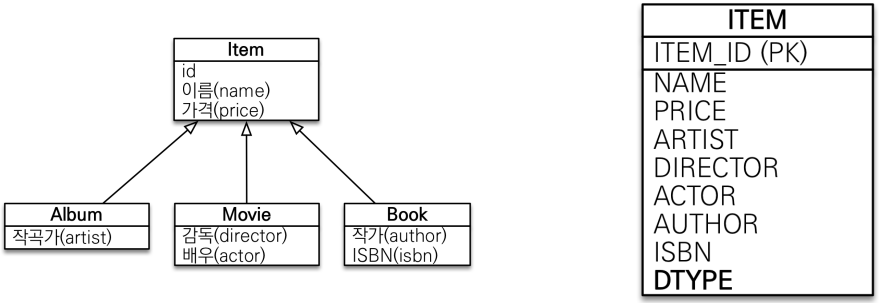 Item
id
이름(name)
가격(price)
Album
작곡가(artist)
Movie
감독(director)
배우(actor)
Book
작가(author)
ISBN(isbn)
ITEM
ITEM_ID (PK)
NAME
PRICE
ARTIST
DIRECTOR
ACTOR
AUTHOR
ISBN
DTYPE